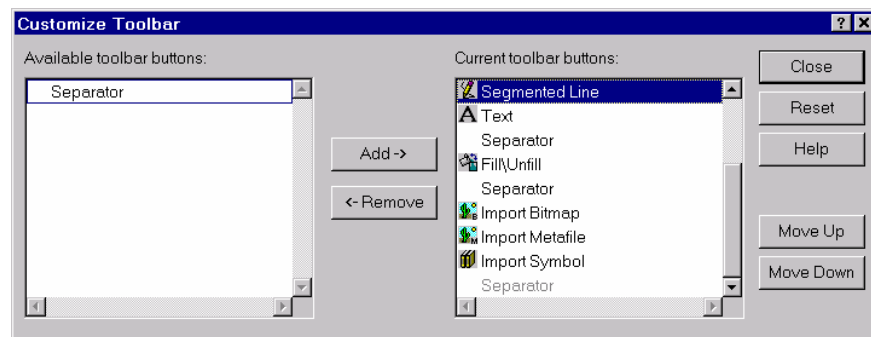 Customize Toolbar
Available toolbar buttons:
Separator
Add ->
<- Remove
Current toolbar buttons:
Segmented Line
A Text
Separator
Fill\Unfill
Separator
Import Bitmap
Import Metafile
Import Symbol
Separator
Close
Reset
Help
Move Up
Move Down